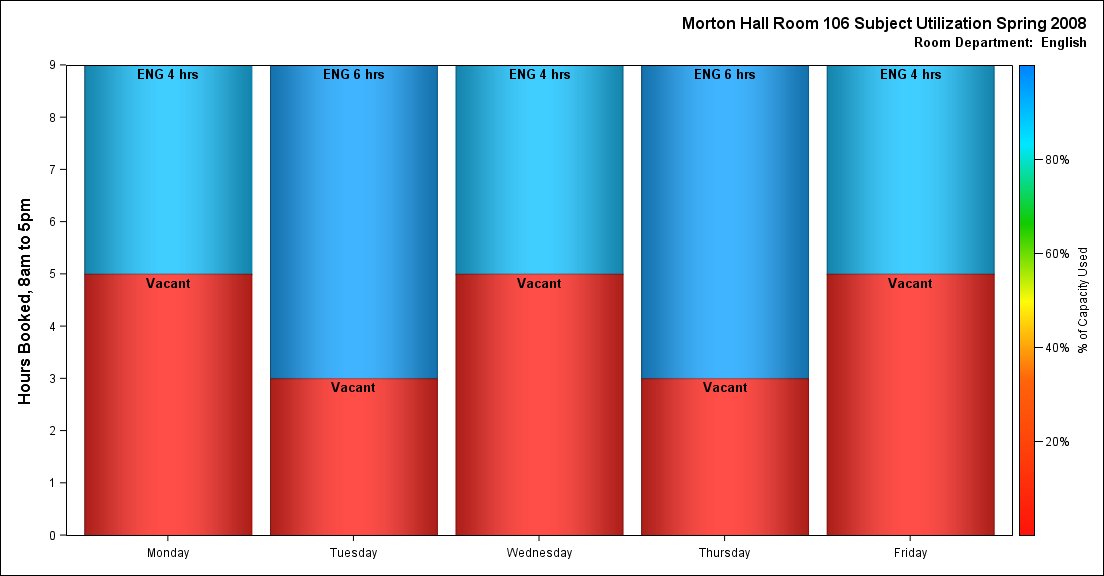 Morton Hall Room 106 Subject Utilization Spring 2008
Room Department: English
Hours Booked, 8am to 5pm
9
8
7
6
5
4
3
2
1
0
ENG 4 hrs
Vacant
ENG 6 hrs
Vacant
ENG 4 hrs
Vacant
ENG 6 hrs
Vacant
ENG 4 hrs
Vacant
Monday
Tuesday
Wednesday
Thursday
Friday
80%
60%
40%
20%
% of Capacity Used